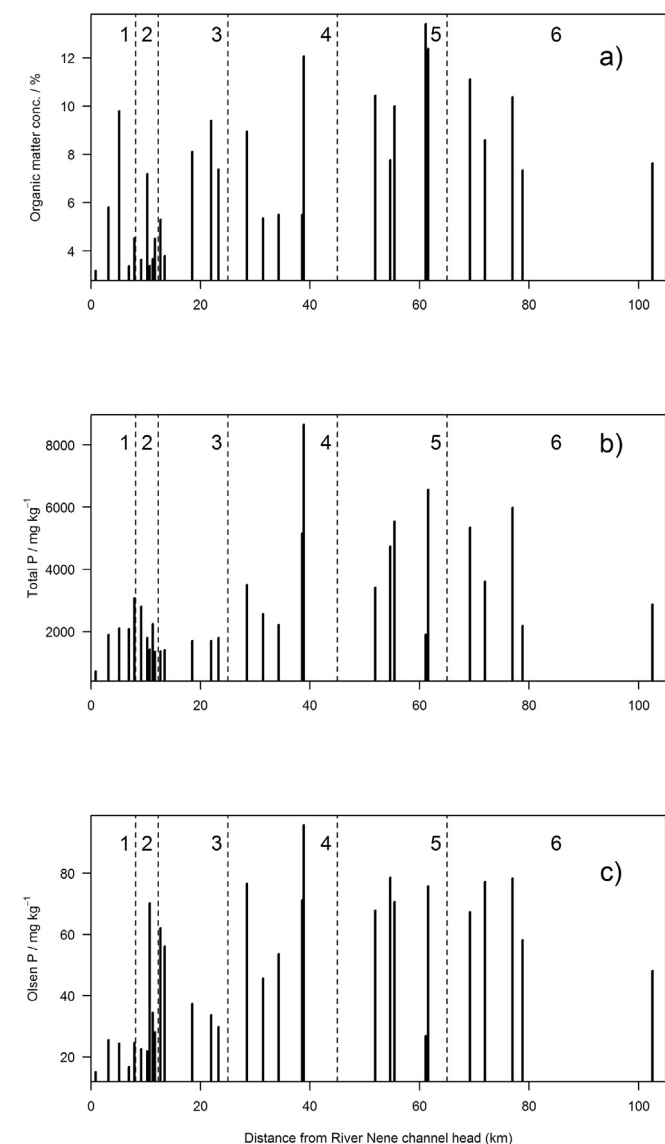 1 2 3 4 5 6
a)
Organic matter conc. / %
12
10
8
6
4
0 20 40 60 80 100
1 2 3 4 5 6
b)
Total P / mg kg⁻¹
8000
6000
4000
2000
0 20 40 60 80 100
1 2 3 4 5 6
c)
Olsen P / mg kg⁻¹
80
60
40
20
0 20 40 60 80 100
Distance from River Nene channel head (km)